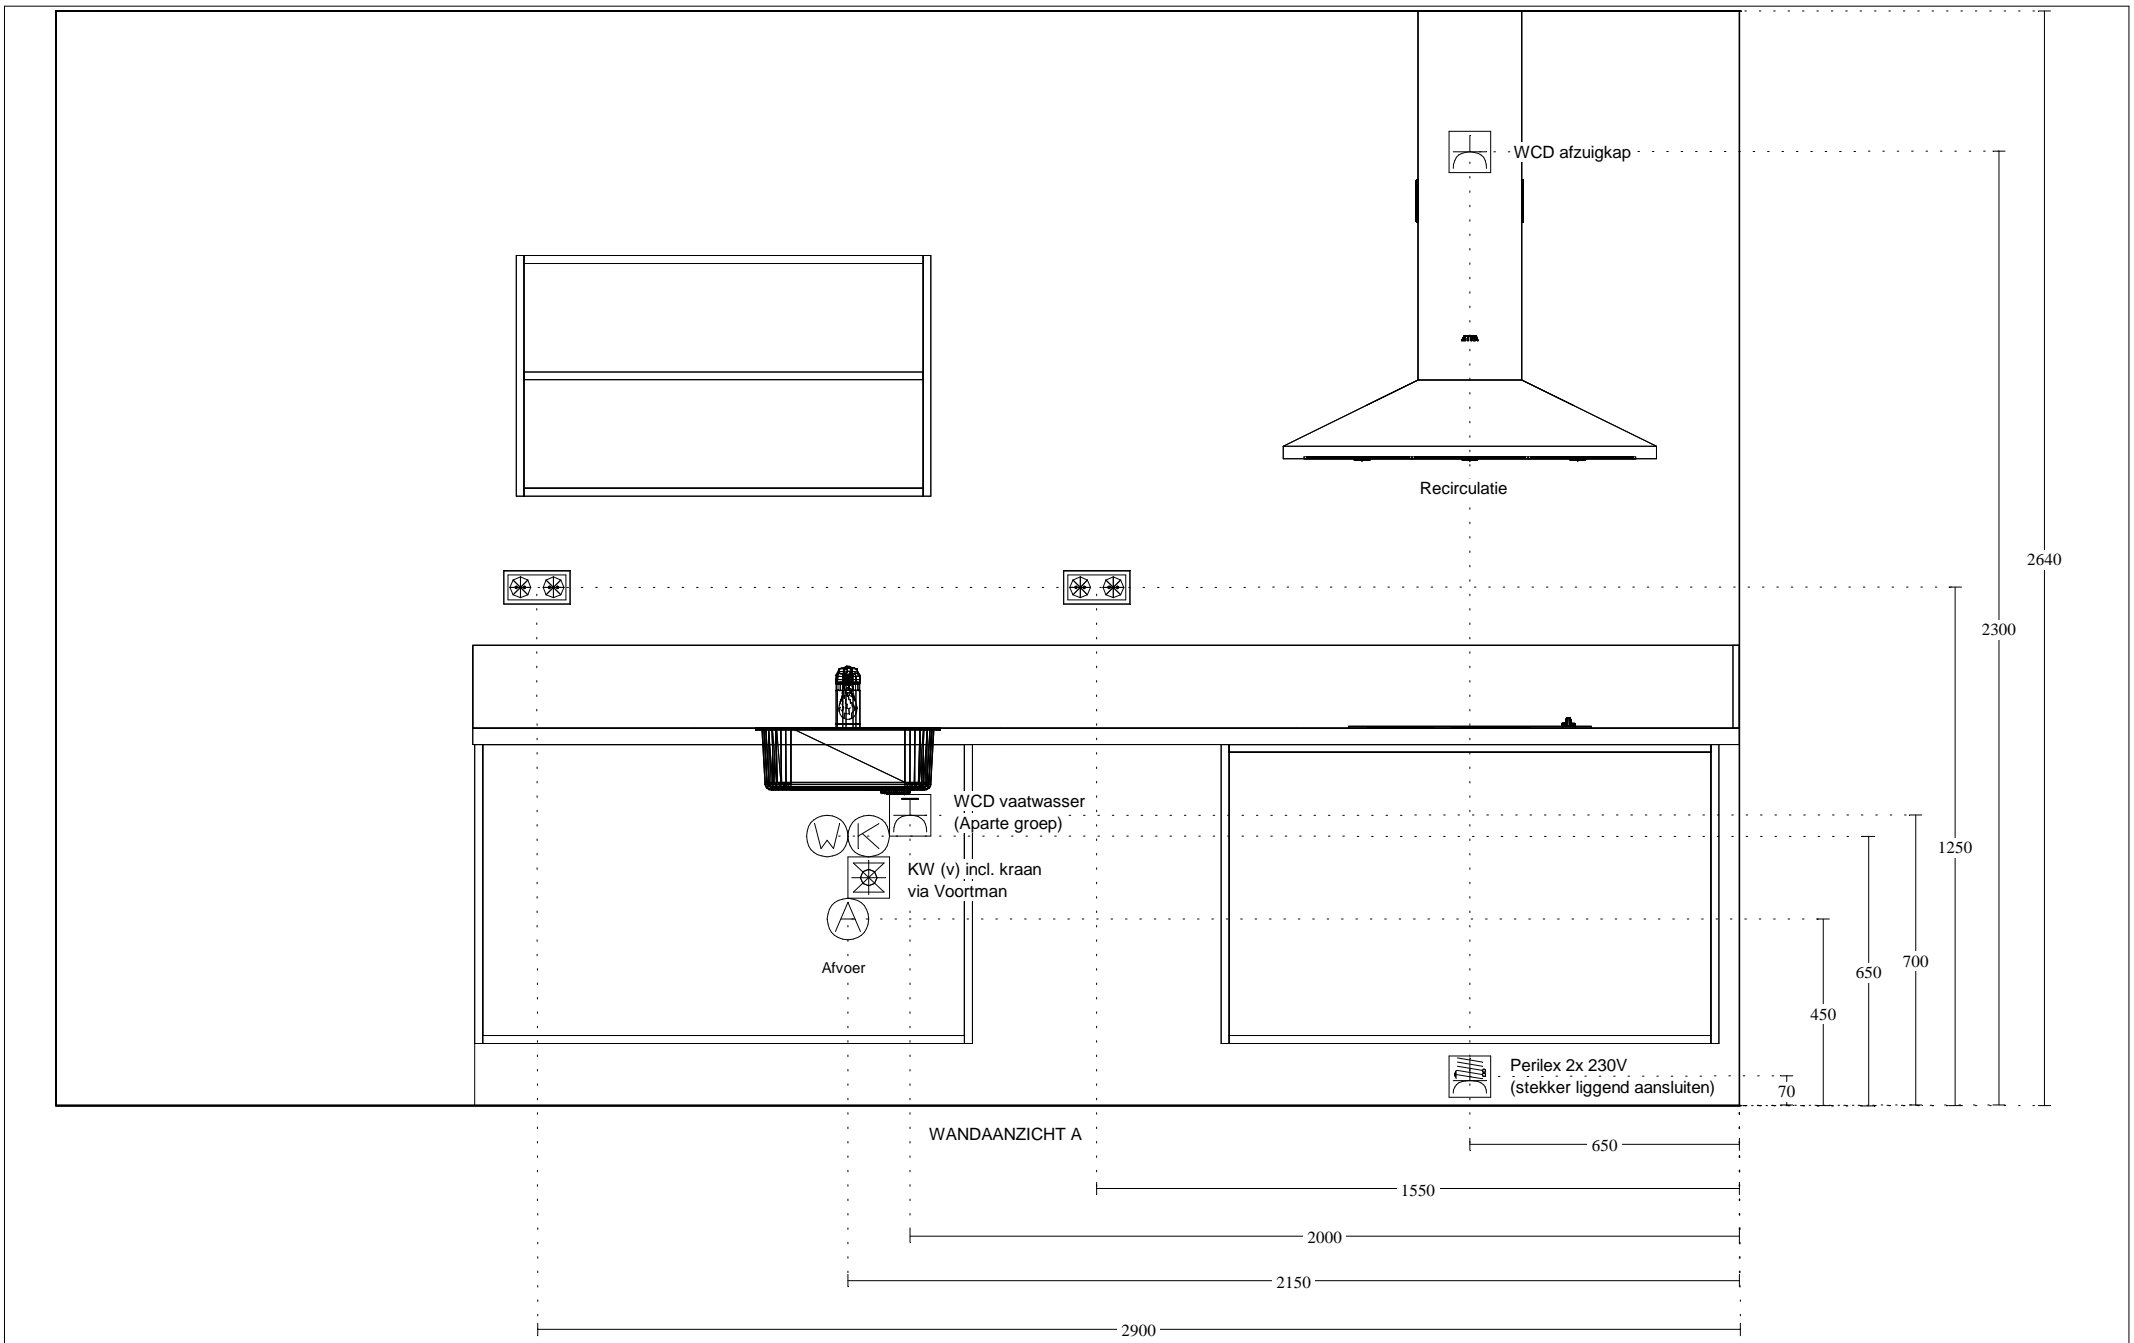 WCD afzuigkap
Recirculatie
2640
2300
WCD vaatwasser
(Aparte groep)
W K
1250
KW (v) incl. kraan
via Voortman
A
Afvoer
700
650
450
Perilex 2x 230V
(stekker liggend aansluiten)
70
WANDAANZICHT A
650
1550
2000
2150
2900